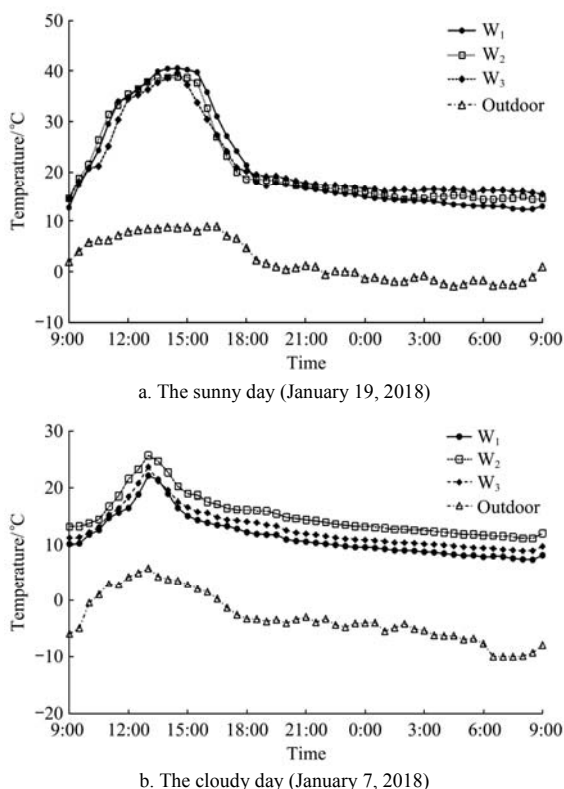 50
40
30
20
10
0
−10
Temperature/°C
W₁
W₂
W₃
Outdoor
9:00 12:00 15:00 18:00 21:00 0:00 3:00 6:00 9:00
Time
a. The sunny day (January 19, 2018)
30
20
10
0
−10
−20
Temperature/°C
W₁
W₂
W₃
Outdoor
9:00 12:00 15:00 18:00 21:00 0:00 3:00 6:00 9:00
Time
b. The cloudy day (January 7, 2018)